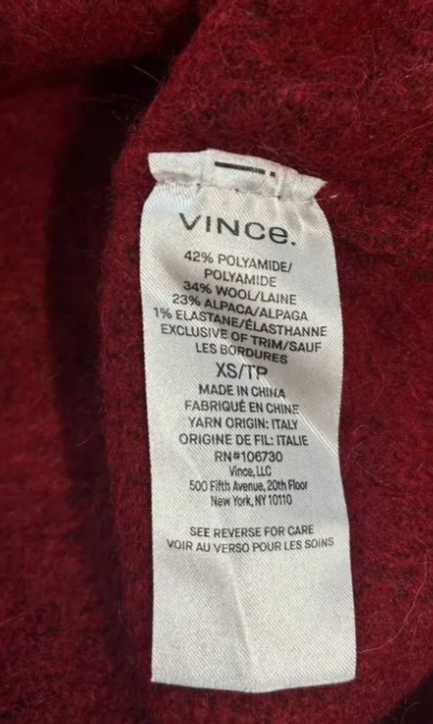 VINCe.
42% POLYAMIDE/
POLYAMIDE
34% WOOL/LAINE
23% ALPACA/ALPAGA
1% ELASTANE/ÉLASTHANNE
EXCLUSIVE OF TRIM/SAUF
LES BORDURES
XS/TP
MADE IN CHINA
FABRIQUÉ EN CHINE
YARN ORIGIN: ITALY
ORIGINE DE FIL: ITALIE
RN#106730
Vince, LLC
500 Fifth Avenue, 20th Floor
New York, NY 10110
SEE REVERSE FOR CARE
VOIR AU VERSO POUR LES SOINS